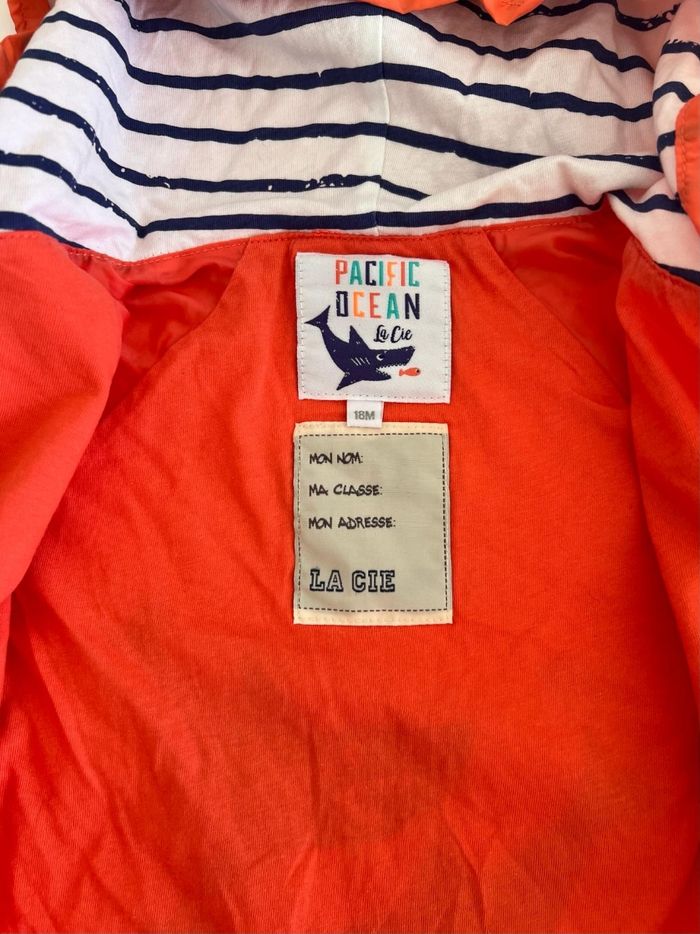 PACIFIC
OCEAN
La Cie
18M
MON NOM:
MA CLASSE:
MON ADRESSE:
LA CIE